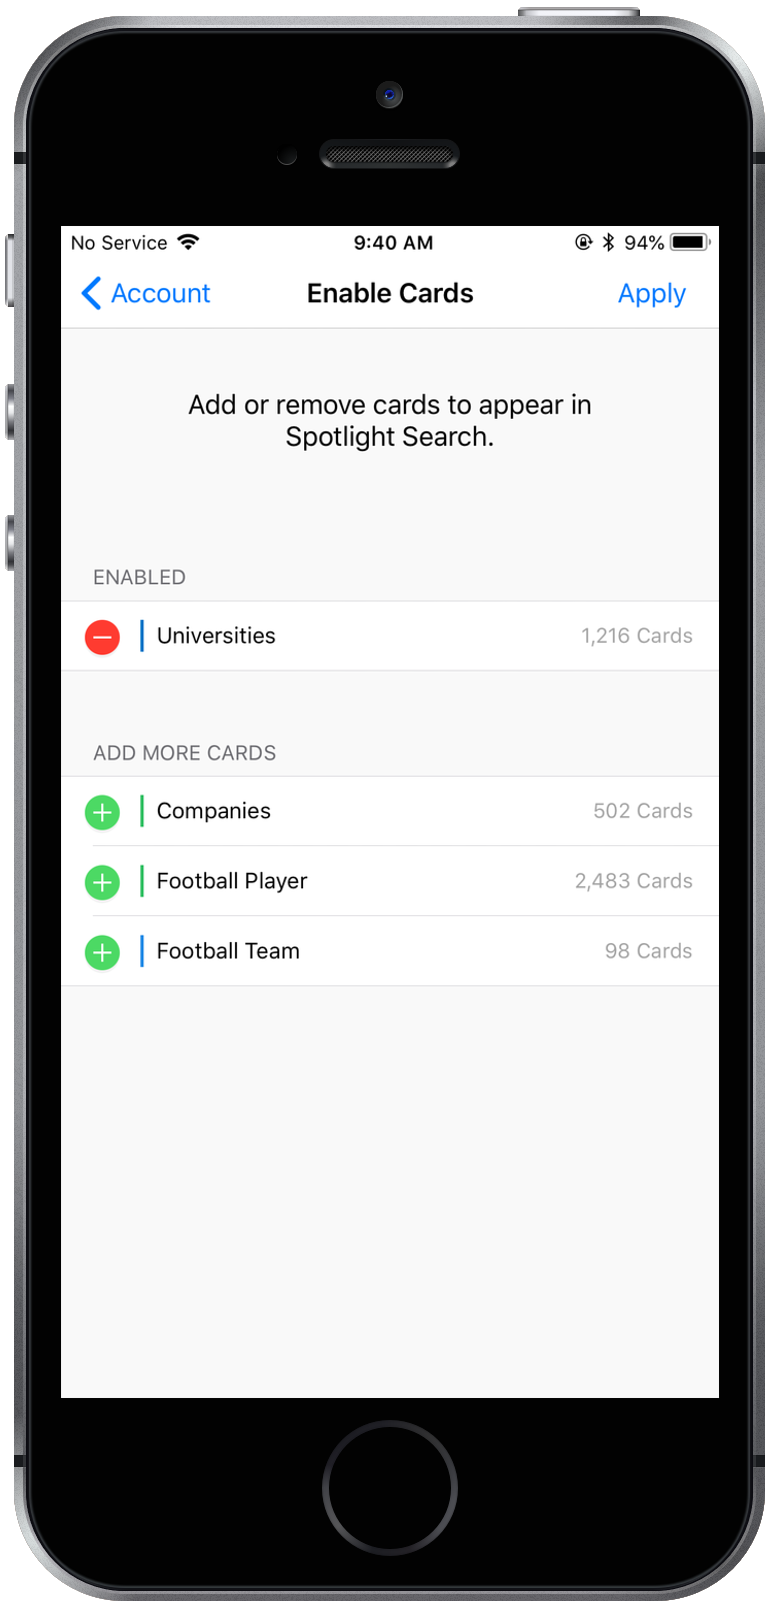 No Service 9:40 AM 94%
Account Enable Cards Apply
Add or remove cards to appear in
Spotlight Search.
ENABLED
Universities 1,216 Cards
ADD MORE CARDS
Companies 502 Cards
Football Player 2,483 Cards
Football Team 98 Cards